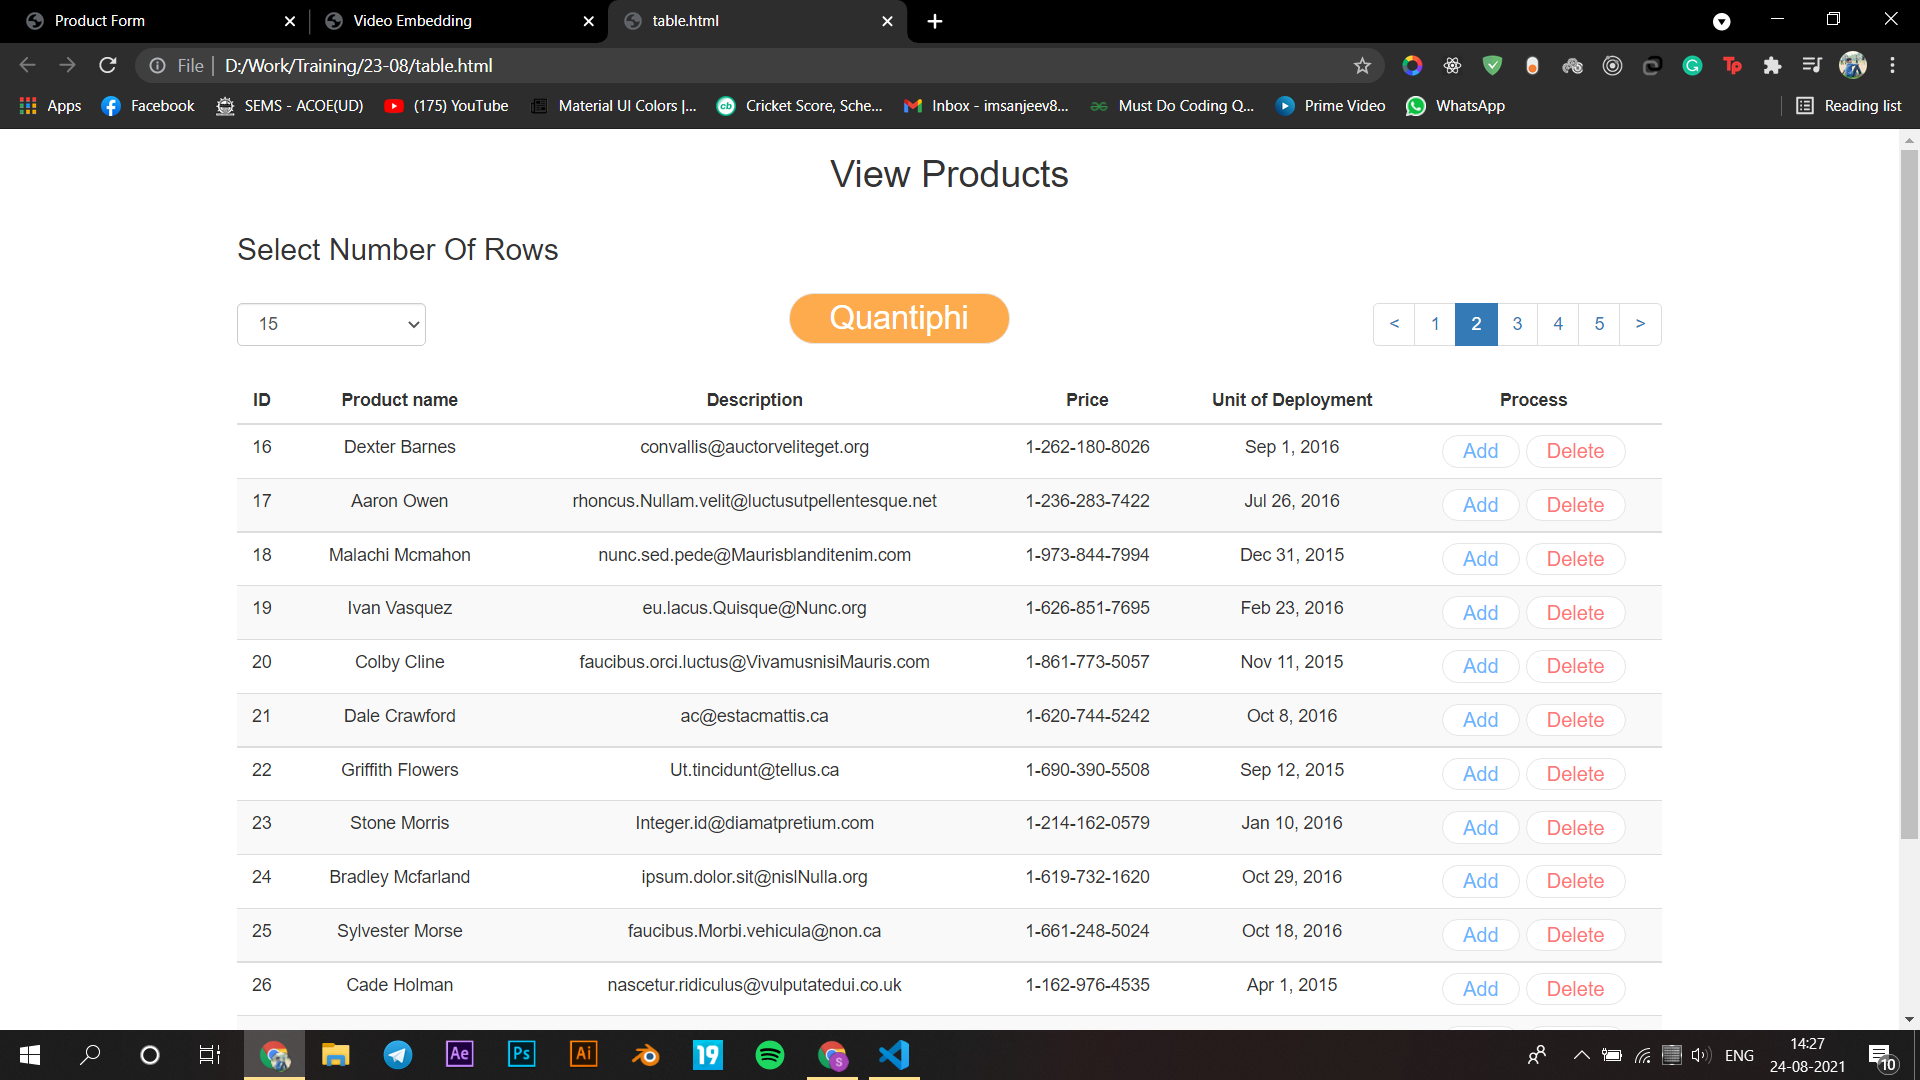 Product Form
Video Embedding
table.html
File D:/Work/Training/23-08/table.html
Apps Facebook SEMS - ACOE(UD) (175) YouTube Material UI Colors |... Cricket Score, Sche... Inbox - imsanjeev8... Must Do Coding Q... Prime Video WhatsApp Reading list
View Products
Select Number Of Rows
15 Quantiphi < 1 2 3 4 5 >
ID Product name Description Price Unit of Deployment Process
16 Dexter Barnes convallis@auctorveliteget.org 1-262-180-8026 Sep 1, 2016 Add Delete
17 Aaron Owen rhoncus.Nullam.velit@luctusutpellentesque.net 1-236-283-7422 Jul 26, 2016 Add Delete
18 Malachi Mcmahon nunc.sed.pede@Maurisblanditenim.com 1-973-844-7994 Dec 31, 2015 Add Delete
19 Ivan Vasquez eu.lacus.Quisque@Nunc.org 1-626-851-7695 Feb 23, 2016 Add Delete
20 Colby Cline faucibus.orci.luctus@VivamusnisiMauris.com 1-861-773-5057 Nov 11, 2015 Add Delete
21 Dale Crawford ac@estacmattis.ca 1-620-744-5242 Oct 8, 2016 Add Delete
22 Griffith Flowers Ut.tincidunt@tellus.ca 1-690-390-5508 Sep 12, 2015 Add Delete
23 Stone Morris Integer.id@diamatpretium.com 1-214-162-0579 Jan 10, 2016 Add Delete
24 Bradley Mcfarland ipsum.dolor.sit@nislNulla.org 1-619-732-1620 Oct 29, 2016 Add Delete
25 Sylvester Morse faucibus.Morbi.vehicula@non.ca 1-661-248-5024 Oct 18, 2016 Add Delete
26 Cade Holman nascetur.ridiculus@vulputatedui.co.uk 1-162-976-4535 Apr 1, 2015 Add Delete
Ae Ps Ai 19 S ENG 14:27
24-08-2021 10